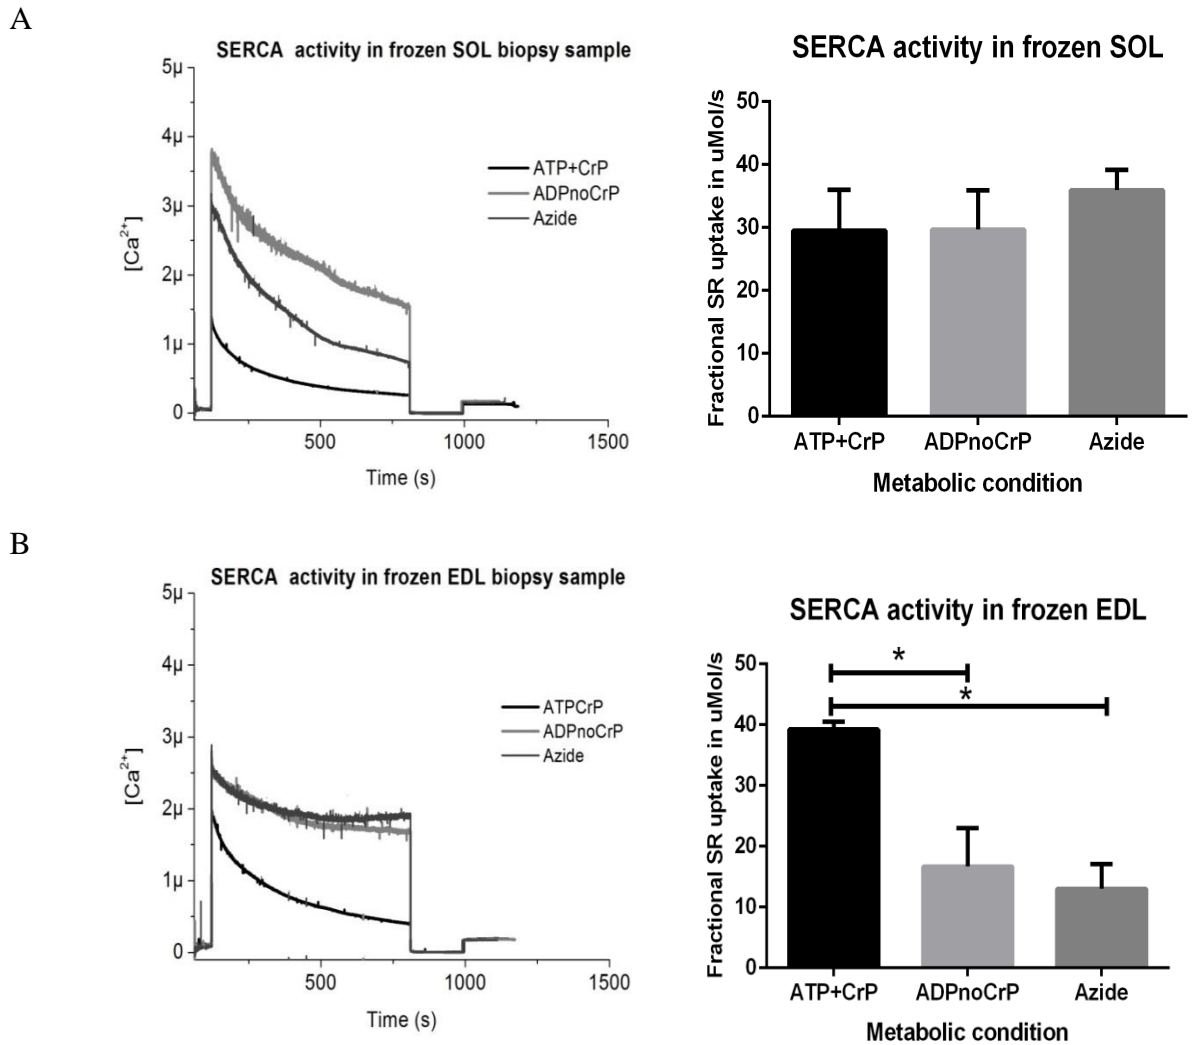 A
SERCA  activity in frozen SOL biopsy sample
5µ
4µ
3µ
2µ
1µ
0
[Ca2+]
ATP+CrP
ADPnoCrP
Azide
500
1000
1500
Time (s)
SERCA activity in frozen SOL
50
40
30
20
10
0
Fractional SR uptake in uMol/s
ATP+CrP
ADPnoCrP
Azide
Metabolic condition
B
SERCA  activity in frozen EDL biopsy sample
5µ
4µ
3µ
2µ
1µ
0
[Ca2+]
ATPCrP
ADPnoCrP
Azide
500
1000
1500
Time (s)
SERCA activity in frozen EDL
50
40
30
20
10
0
Fractional SR uptake in uMol/s
*
*
ATP+CrP
ADPnoCrP
Azide
Metabolic condition